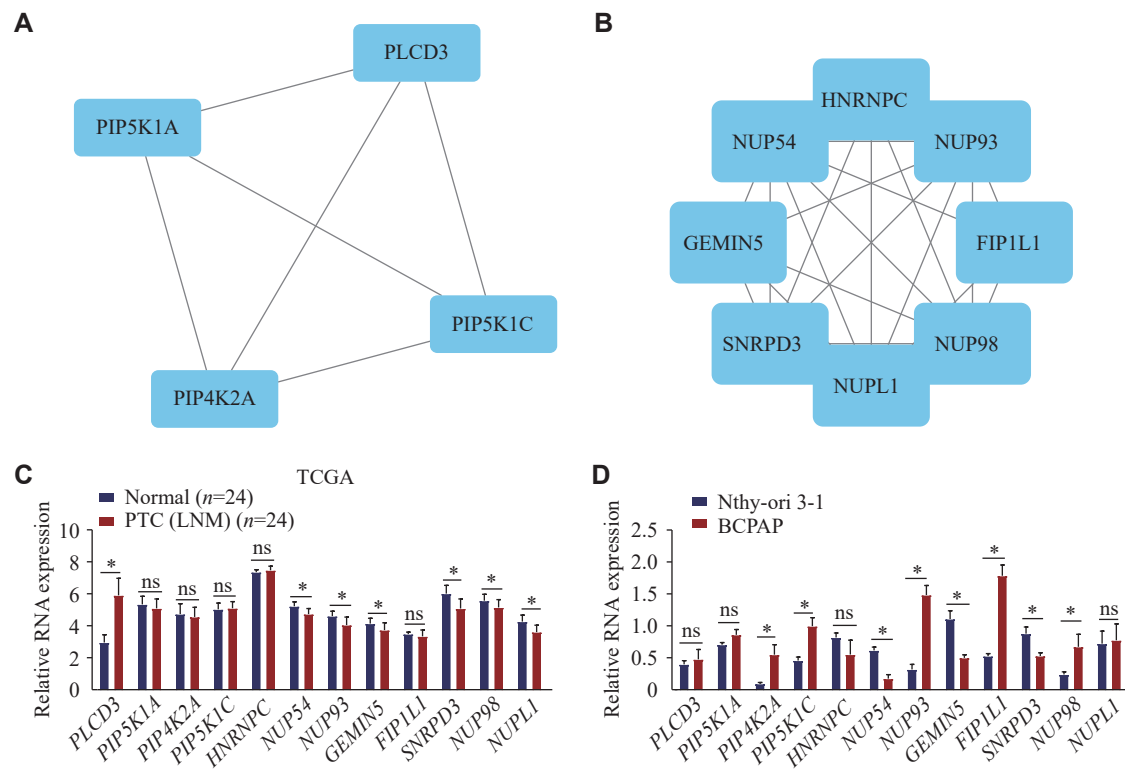 A
PLCD3
PIP5K1A
PIP5K1C
PIP4K2A
B
HNRNPC
NUP54
NUP93
GEMIN5
FIP1L1
SNRPD3
NUP98
NUPL1
C
TCGA
Normal (n=24)
PTC (LNM) (n=24)
Relative RNA expression
10
8
6
4
2
0
* ns ns ns ns * * * ns * * *
PLCD3 PIP5K1A PIP4K2A PIP5K1C HNRNPC NUP54 NUP93 GEMIN5 FIP1L1 SNRPD3 NUP98 NUPL1
D
Nthy-ori 3-1
BCPAP
Relative RNA expression
2.5
2.0
1.5
1.0
0.5
0
ns ns * * ns * * * * * * ns
PLCD3 PIP5K1A PIP4K2A PIP5K1C HNRNPC NUP54 NUP93 GEMIN5 FIP1L1 SNRPD3 NUP98 NUPL1